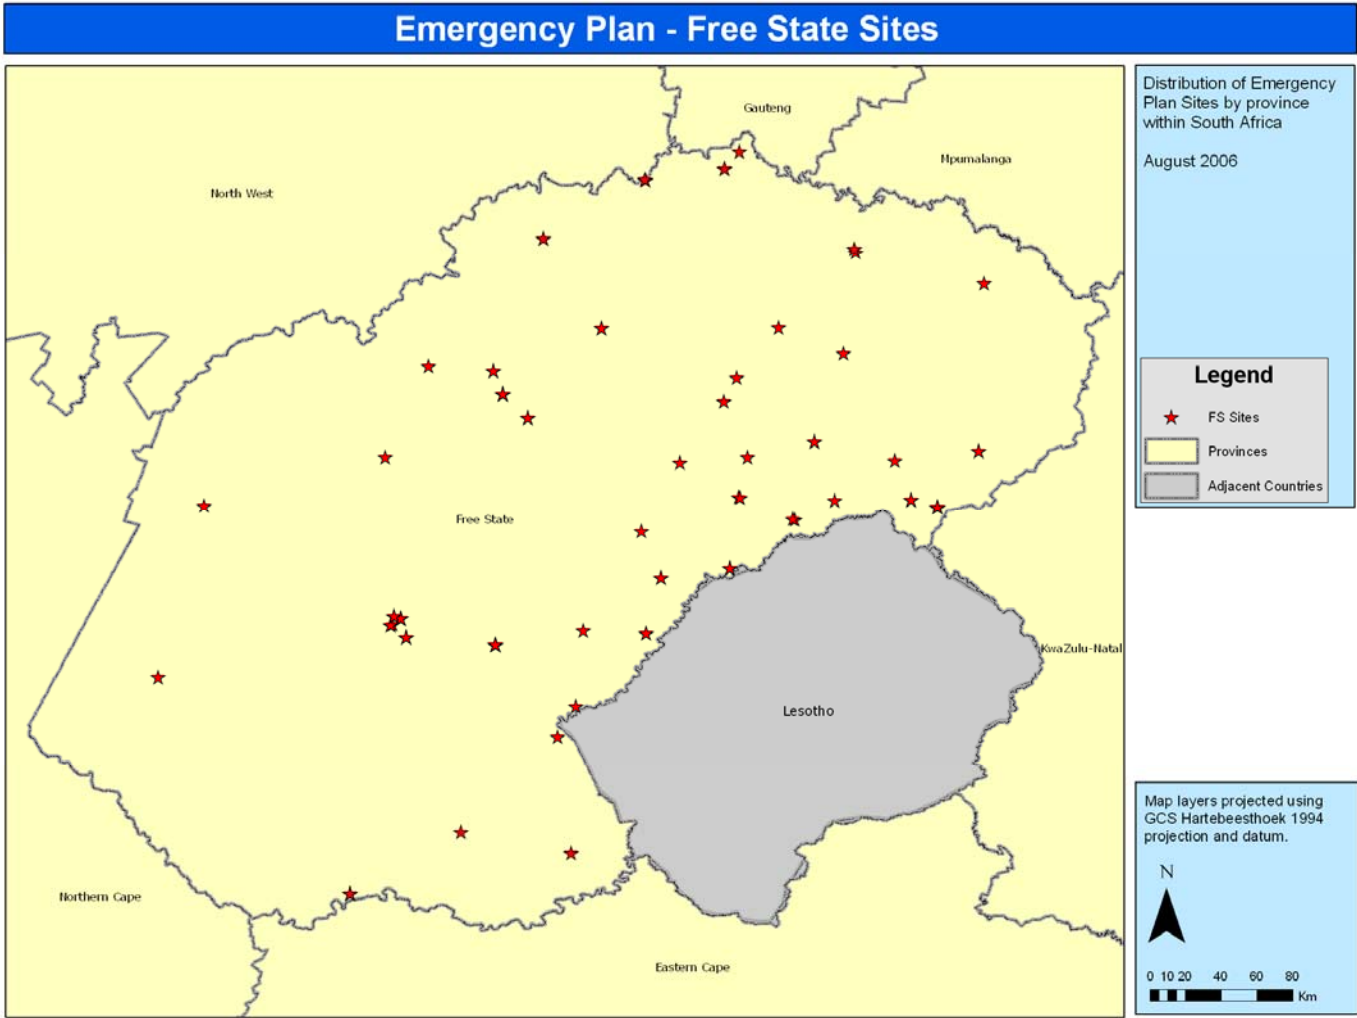 Emergency Plan - Free State Sites
Distribution of Emergency
Plan Sites by province
within South Africa
August 2006
Gauteng
Mpumalanga
North West
Legend
FS Sites
Provinces
Adjacent Countries
Free State
KwaZulu-Natal
Lesotho
Map layers projected using
GCS Hartebeesthoek 1994
projection and datum.
N
Northern Cape
Eastern Cape
0 10 20 40 60 80
Km